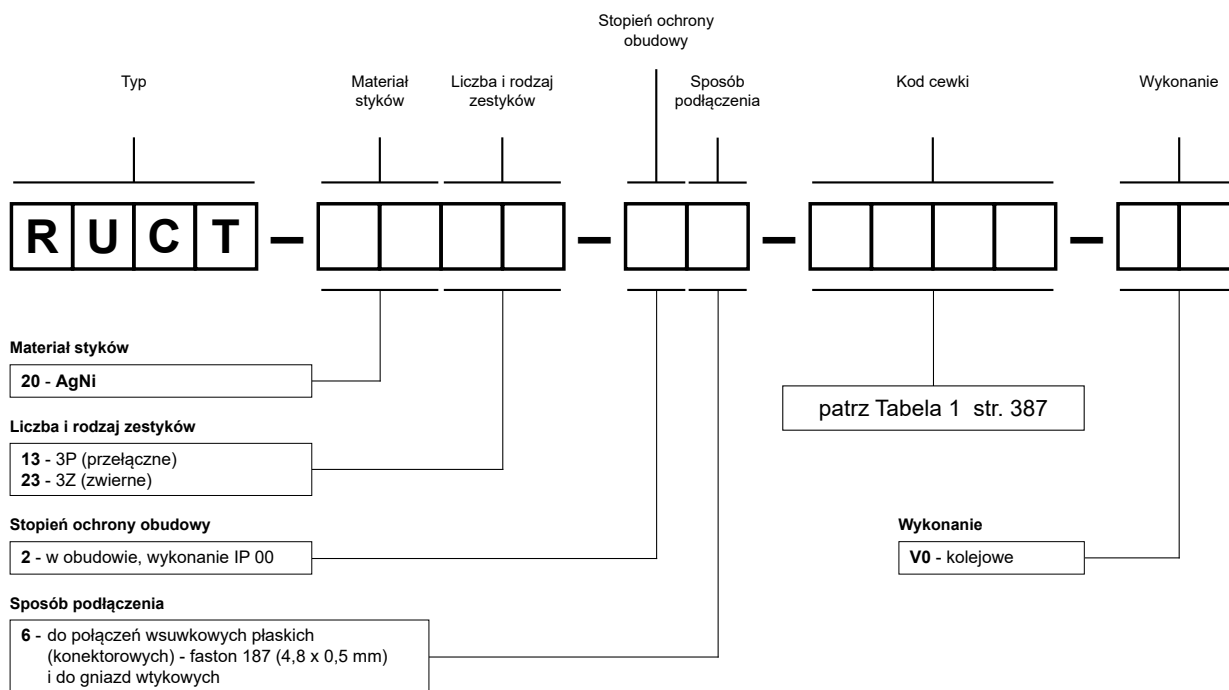 Stopień ochrony
obudowy
Typ
Materiał
styków
Liczba i rodzaj
zestyków
Sposób
podłączenia
Kod cewki
Wykonanie
R U C T – – – –
Materiał styków
20 - AgNi
patrz Tabela 1 str. 387
Liczba i rodzaj zestyków
13 - 3P (przełączne)
23 - 3Z (zwierne)
Stopień ochrony obudowy
2 - w obudowie, wykonanie IP 00
Wykonanie
V0 - kolejowe
Sposób podłączenia
6 - do połączeń wsuwkowych płaskich
(konektorowych) - faston 187 (4,8 x 0,5 mm)
i do gniazd wtykowych